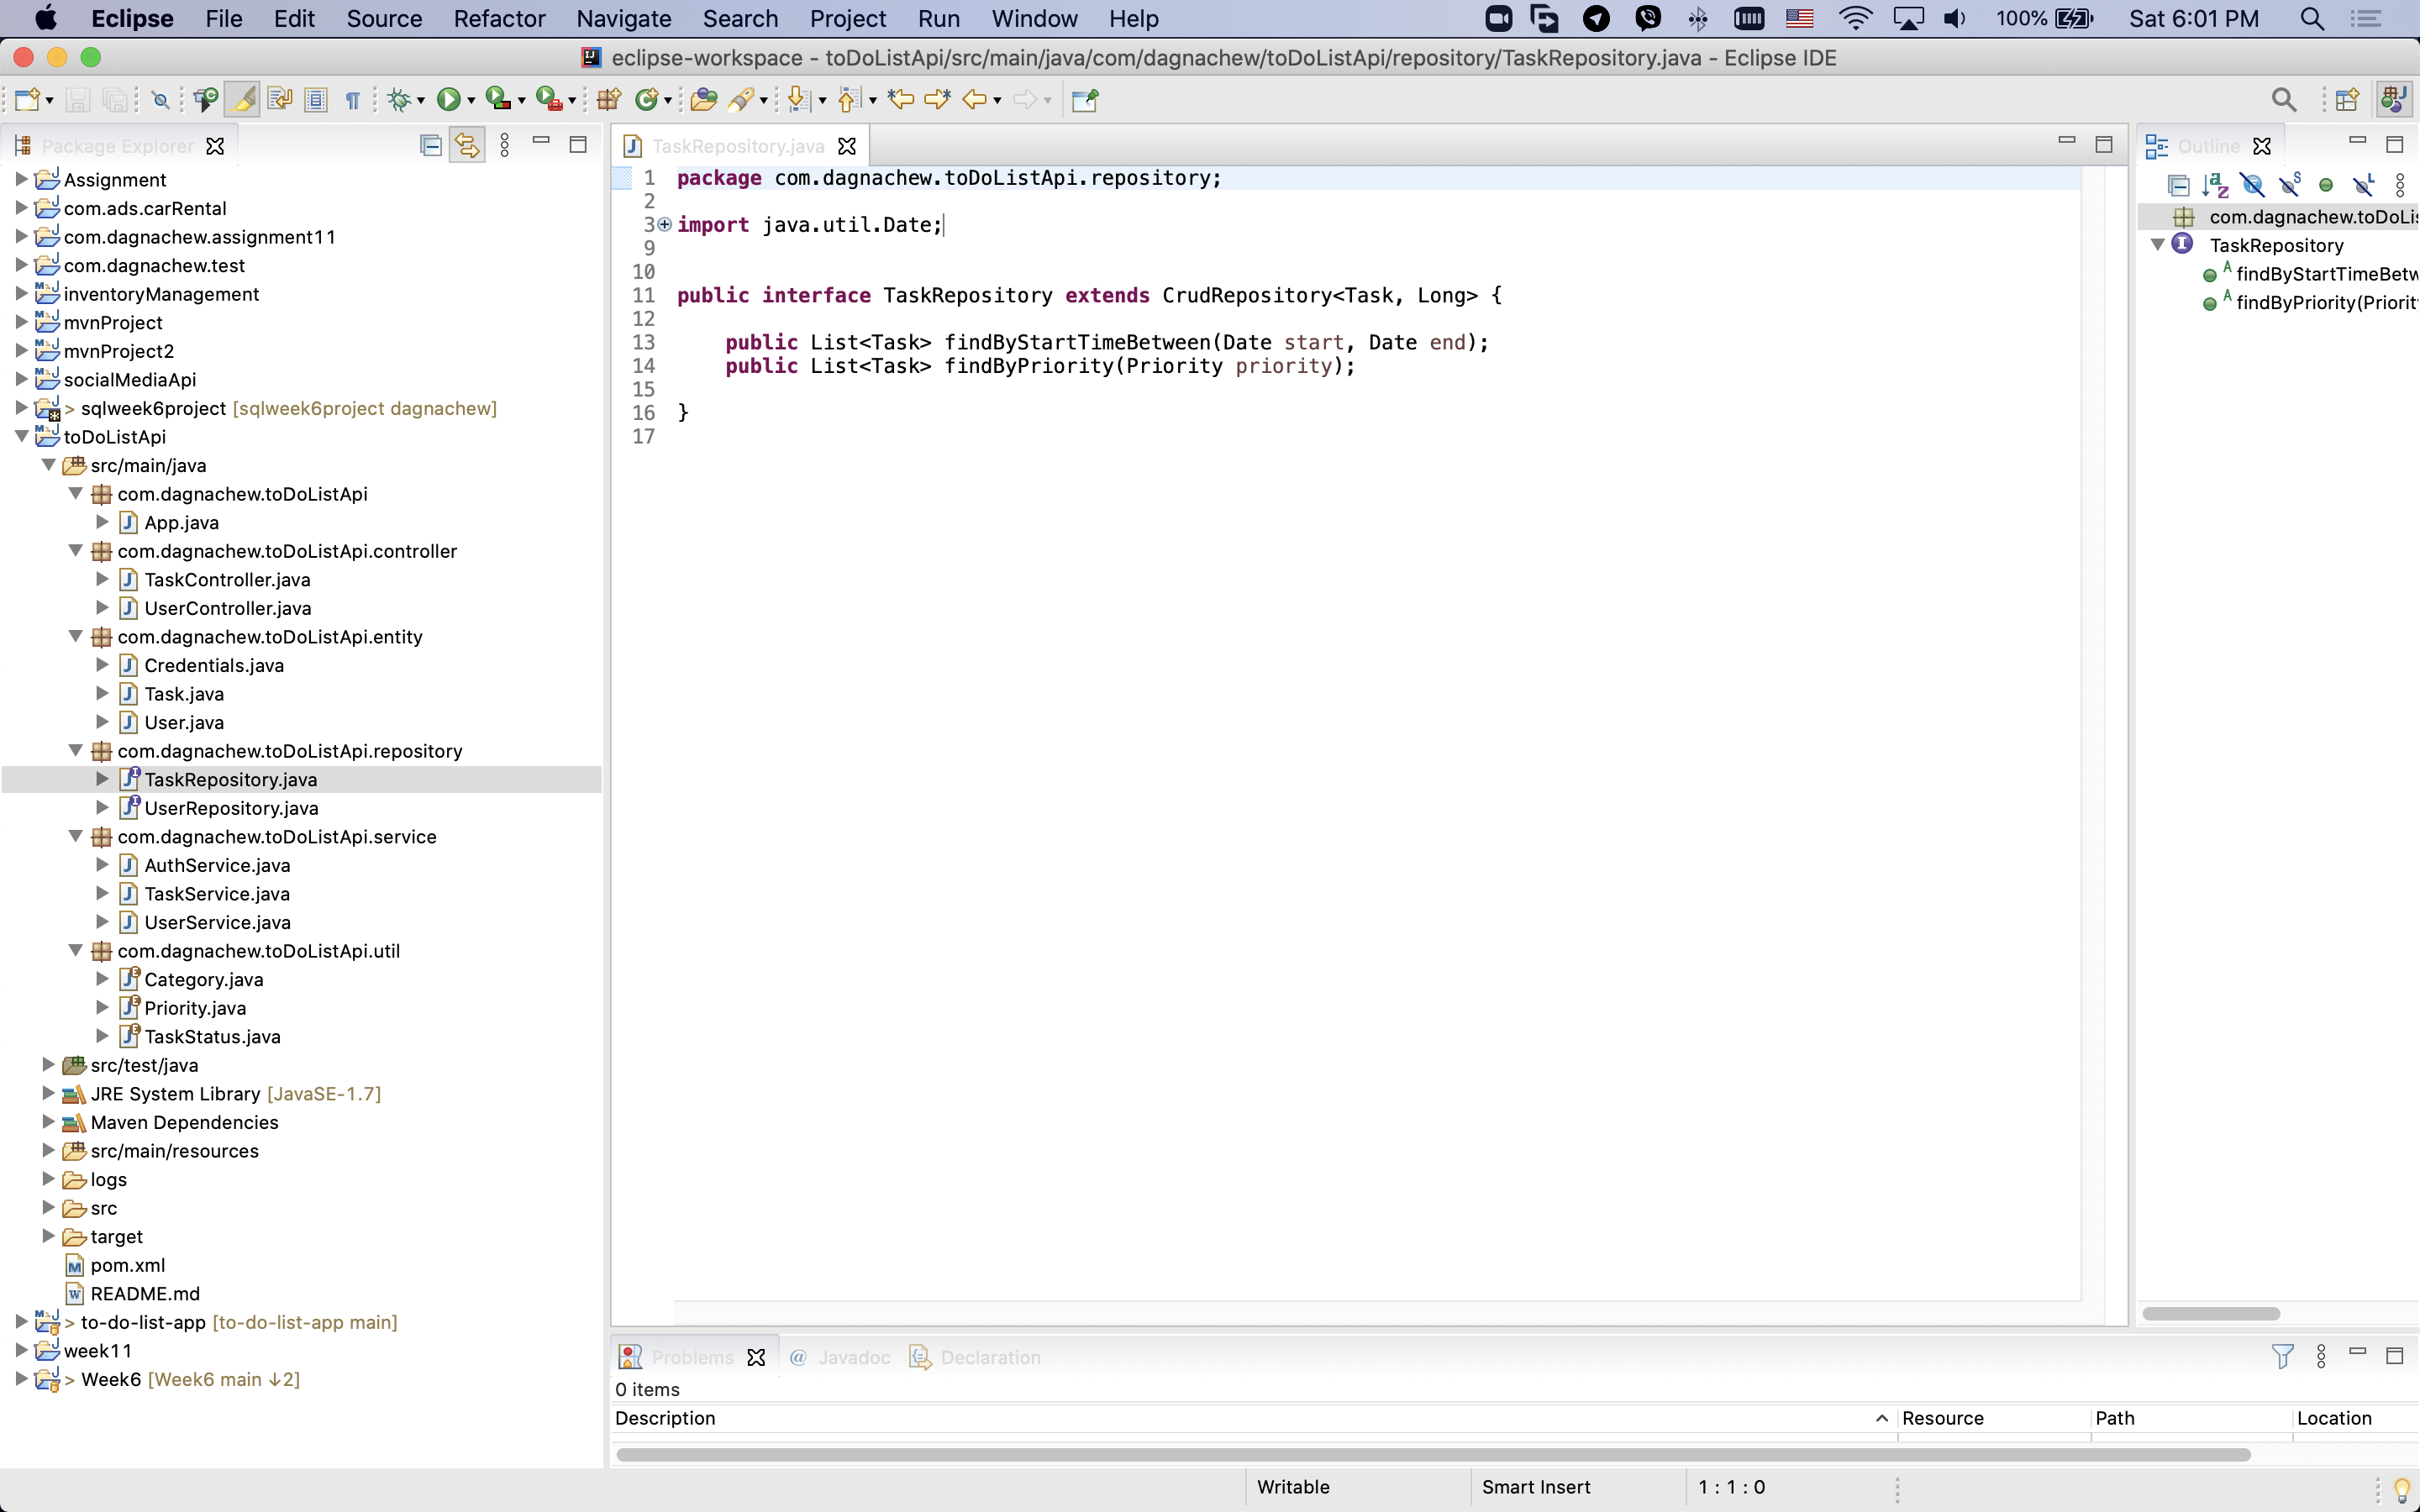 Eclipse File Edit Source Refactor Navigate Search Project Run Window Help 100% Sat 6:01 PM
eclipse-workspace - toDoListApi/src/main/java/com/dagnachew/toDoListApi/repository/TaskRepository.java - Eclipse IDE
Package Explorer
Assignment
com.ads.carRental
com.dagnachew.assignment11
com.dagnachew.test
inventoryManagement
mvnProject
mvnProject2
socialMediaApi
> sqlweek6project [sqlweek6project dagnachew]
toDoListApi
src/main/java
com.dagnachew.toDoListApi
App.java
com.dagnachew.toDoListApi.controller
TaskController.java
UserController.java
com.dagnachew.toDoListApi.entity
Credentials.java
Task.java
User.java
com.dagnachew.toDoListApi.repository
TaskRepository.java
UserRepository.java
com.dagnachew.toDoListApi.service
AuthService.java
TaskService.java
UserService.java
com.dagnachew.toDoListApi.util
Category.java
Priority.java
TaskStatus.java
src/test/java
JRE System Library [JavaSE-1.7]
Maven Dependencies
src/main/resources
logs
src
target
pom.xml
README.md
> to-do-list-app [to-do-list-app main]
week11
> Week6 [Week6 main ↓2]
TaskRepository.java
1 package com.dagnachew.toDoListApi.repository;
2
3 import java.util.Date;
9
10
11 public interface TaskRepository extends CrudRepository<Task, Long> {
12
13 public List<Task> findByStartTimeBetween(Date start, Date end);
14 public List<Task> findByPriority(Priority priority);
15
16 }
17
Outline
com.dagnachew.toDoLis
TaskRepository
findByStartTimeBetw
findByPriority(Priorit
Problems Javadoc Declaration
0 items
Description Resource Path Location
Writable Smart Insert 1 : 1 : 0